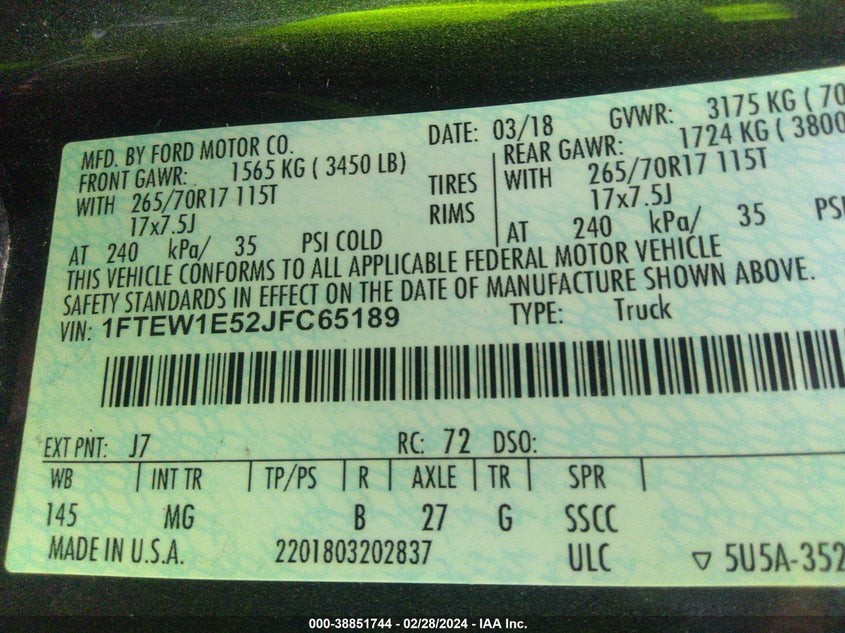 MFD. BY FORD MOTOR CO. DATE: 03/18 GVWR: 3175 KG ( 70
FRONT GAWR: 1565 KG ( 3450 LB) REAR GAWR: 1724 KG ( 3800
WITH 265/70R17 115T TIRES WITH 265/70R17 115T
17x7.5J RIMS 17x7.5J
AT 240 kPa/ 35 PSI COLD AT 240 kPa/ 35 PSI
THIS VEHICLE CONFORMS TO ALL APPLICABLE FEDERAL MOTOR VEHICLE
SAFETY STANDARDS IN EFFECT ON THE DATE OF MANUFACTURE SHOWN ABOVE.
VIN: 1FTEW1E52JFC65189 TYPE: Truck
EXT PNT: J7 RC: 72 DSO:
WB INT TR TP/PS R AXLE TR SPR
145 MG B 27 G SSCC
MADE IN U.S.A. 2201803202837 ULC ▽ 5U5A-352
000-38851744 - 02/28/2024 - IAA Inc.